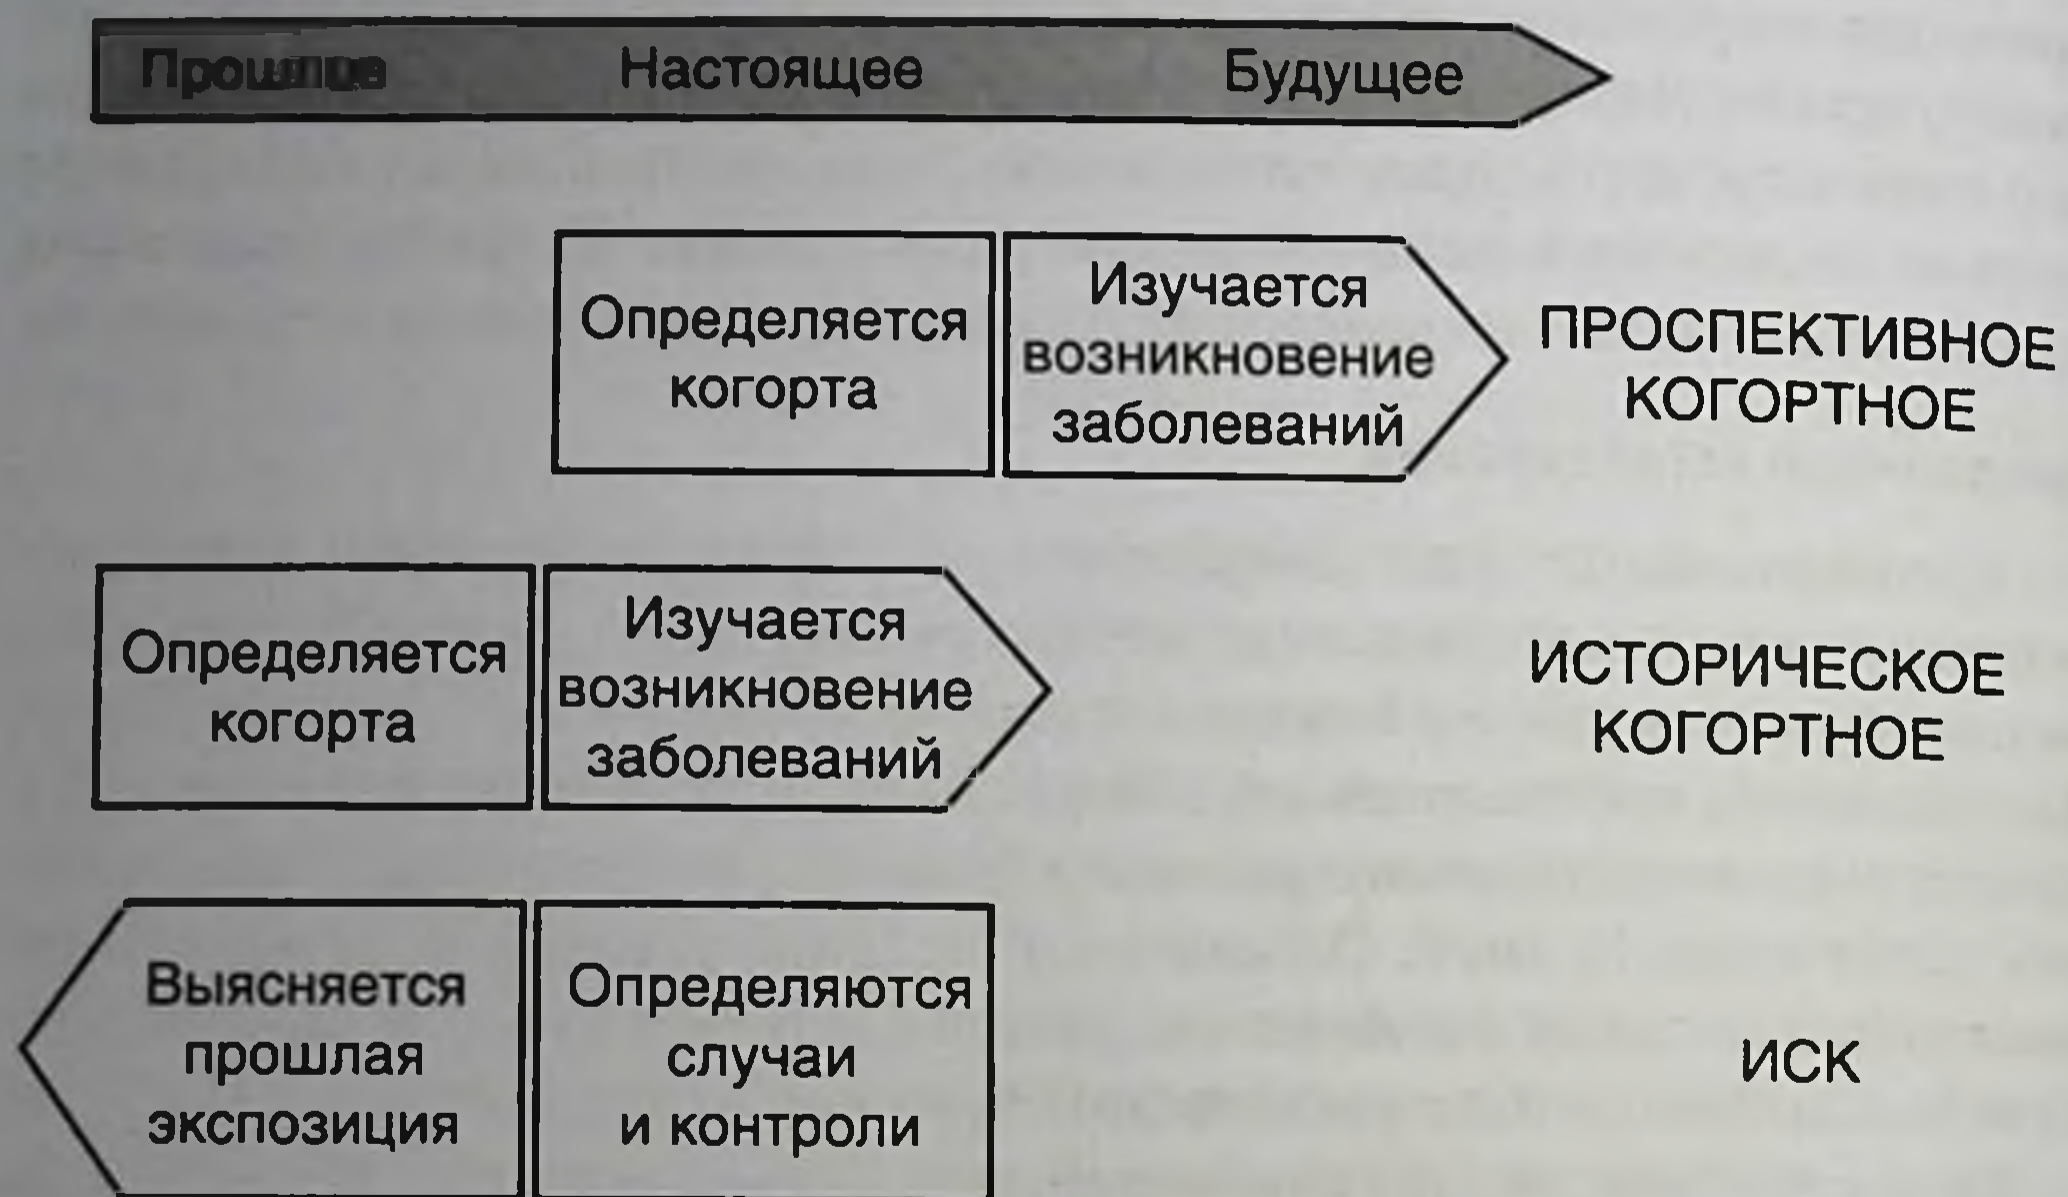 Прошлое Настоящее Будущее
Определяется
когорта
Изучается
возникновение
заболеваний
ПРОСПЕКТИВНОЕ
КОГОРТНОЕ
Определяется
когорта
Изучается
возникновение
заболеваний
ИСТОРИЧЕСКОЕ
КОГОРТНОЕ
Выясняется
прошлая
экспозиция
Определяются
случаи
и контроли
ИСК